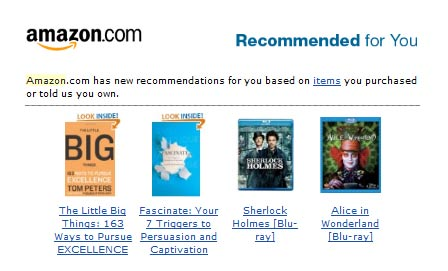 amazon.com
Recommended for You
Amazon.com has new recommendations for you based on items you purchased
or told us you own.
LOOK INSIDE! LOOK INSIDE!
THE LITTLE
BIG
THINGS
163 WAYS TO PURSUE
EXCELLENCE
TOM PETERS
FASCINATE
SHERLOCK
HOLMES
ALICE
The Little Big Fascinate: Your Sherlock Alice in
Things: 163 7 Triggers to Holmes [Blu- Wonderland
Ways to Pursue Persuasion and ray] [Blu-ray]
EXCELLENCE Captivation